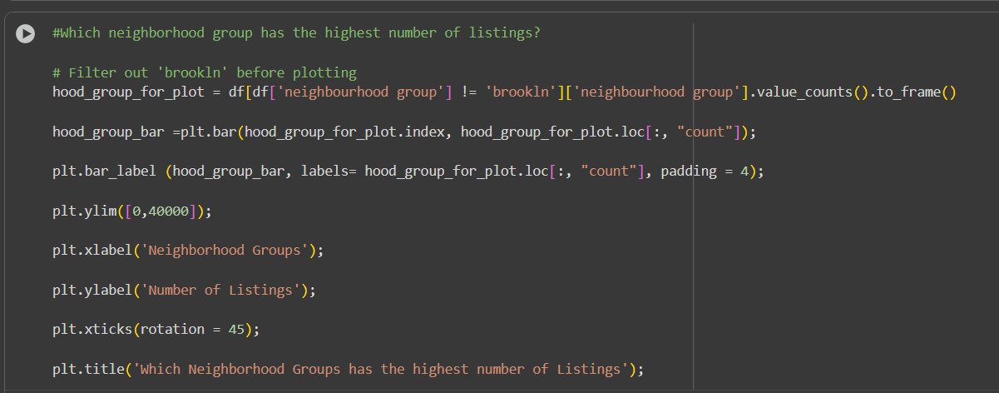 #Which neighborhood group has the highest number of listings?
# Filter out 'brookln' before plotting
hood_group_for_plot = df[df['neighbourhood group'] != 'brookln']['neighbourhood group'].value_counts().to_frame()
hood_group_bar =plt.bar(hood_group_for_plot.index, hood_group_for_plot.loc[:, "count"]);
plt.bar_label (hood_group_bar, labels= hood_group_for_plot.loc[:, "count"], padding = 4);
plt.ylim([0,40000]);
plt.xlabel('Neighborhood Groups');
plt.ylabel('Number of Listings');
plt.xticks(rotation = 45);
plt.title('Which Neighborhood Groups has the highest number of Listings');